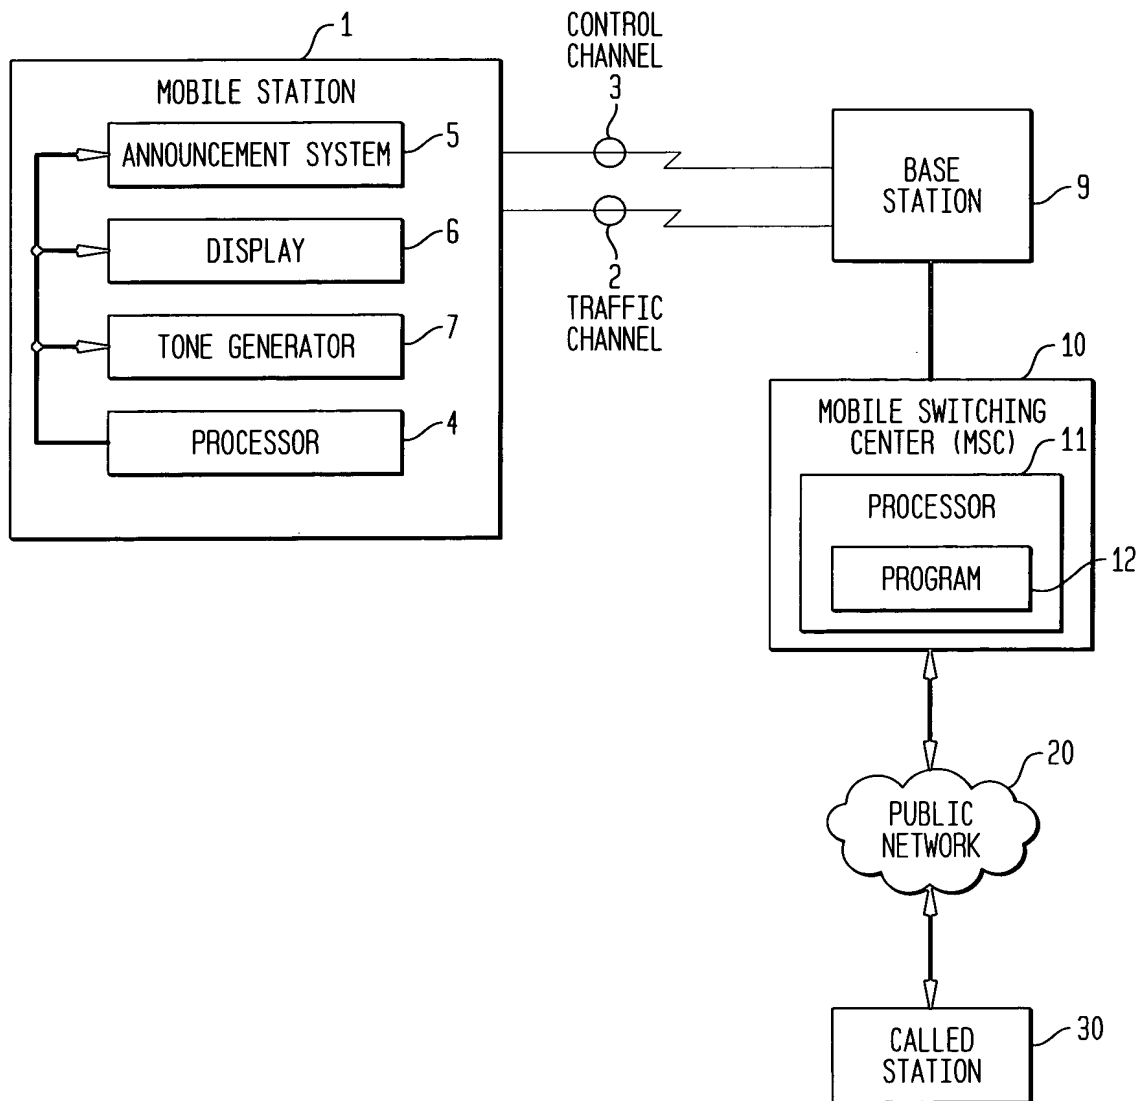 1
MOBILE STATION
ANNOUNCEMENT SYSTEM
5
DISPLAY
6
TONE GENERATOR
7
PROCESSOR
4
CONTROL
CHANNEL
3
2
TRAFFIC
CHANNEL
BASE
STATION
9
10
MOBILE SWITCHING
CENTER (MSC)
11
PROCESSOR
PROGRAM
12
20
PUBLIC
NETWORK
CALLED
STATION
30